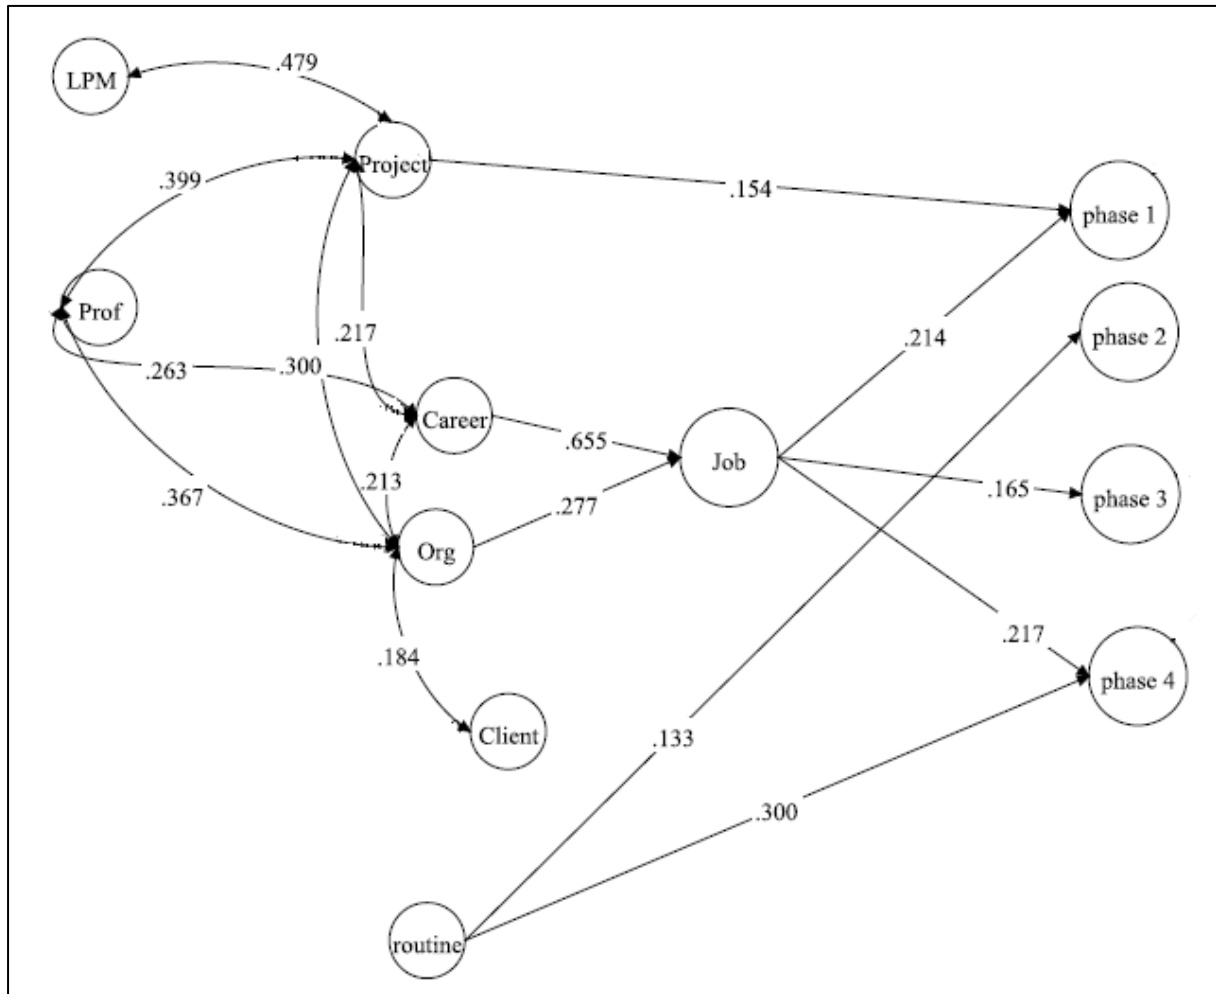 LPM
.479
Project
.399
.154
phase 1
Prof
.217
.214
phase 2
.263
.300
Career
.655
Job
.213
.165
phase 3
.367
.277
Org
.184
.217
phase 4
Client
.133
.300
routine